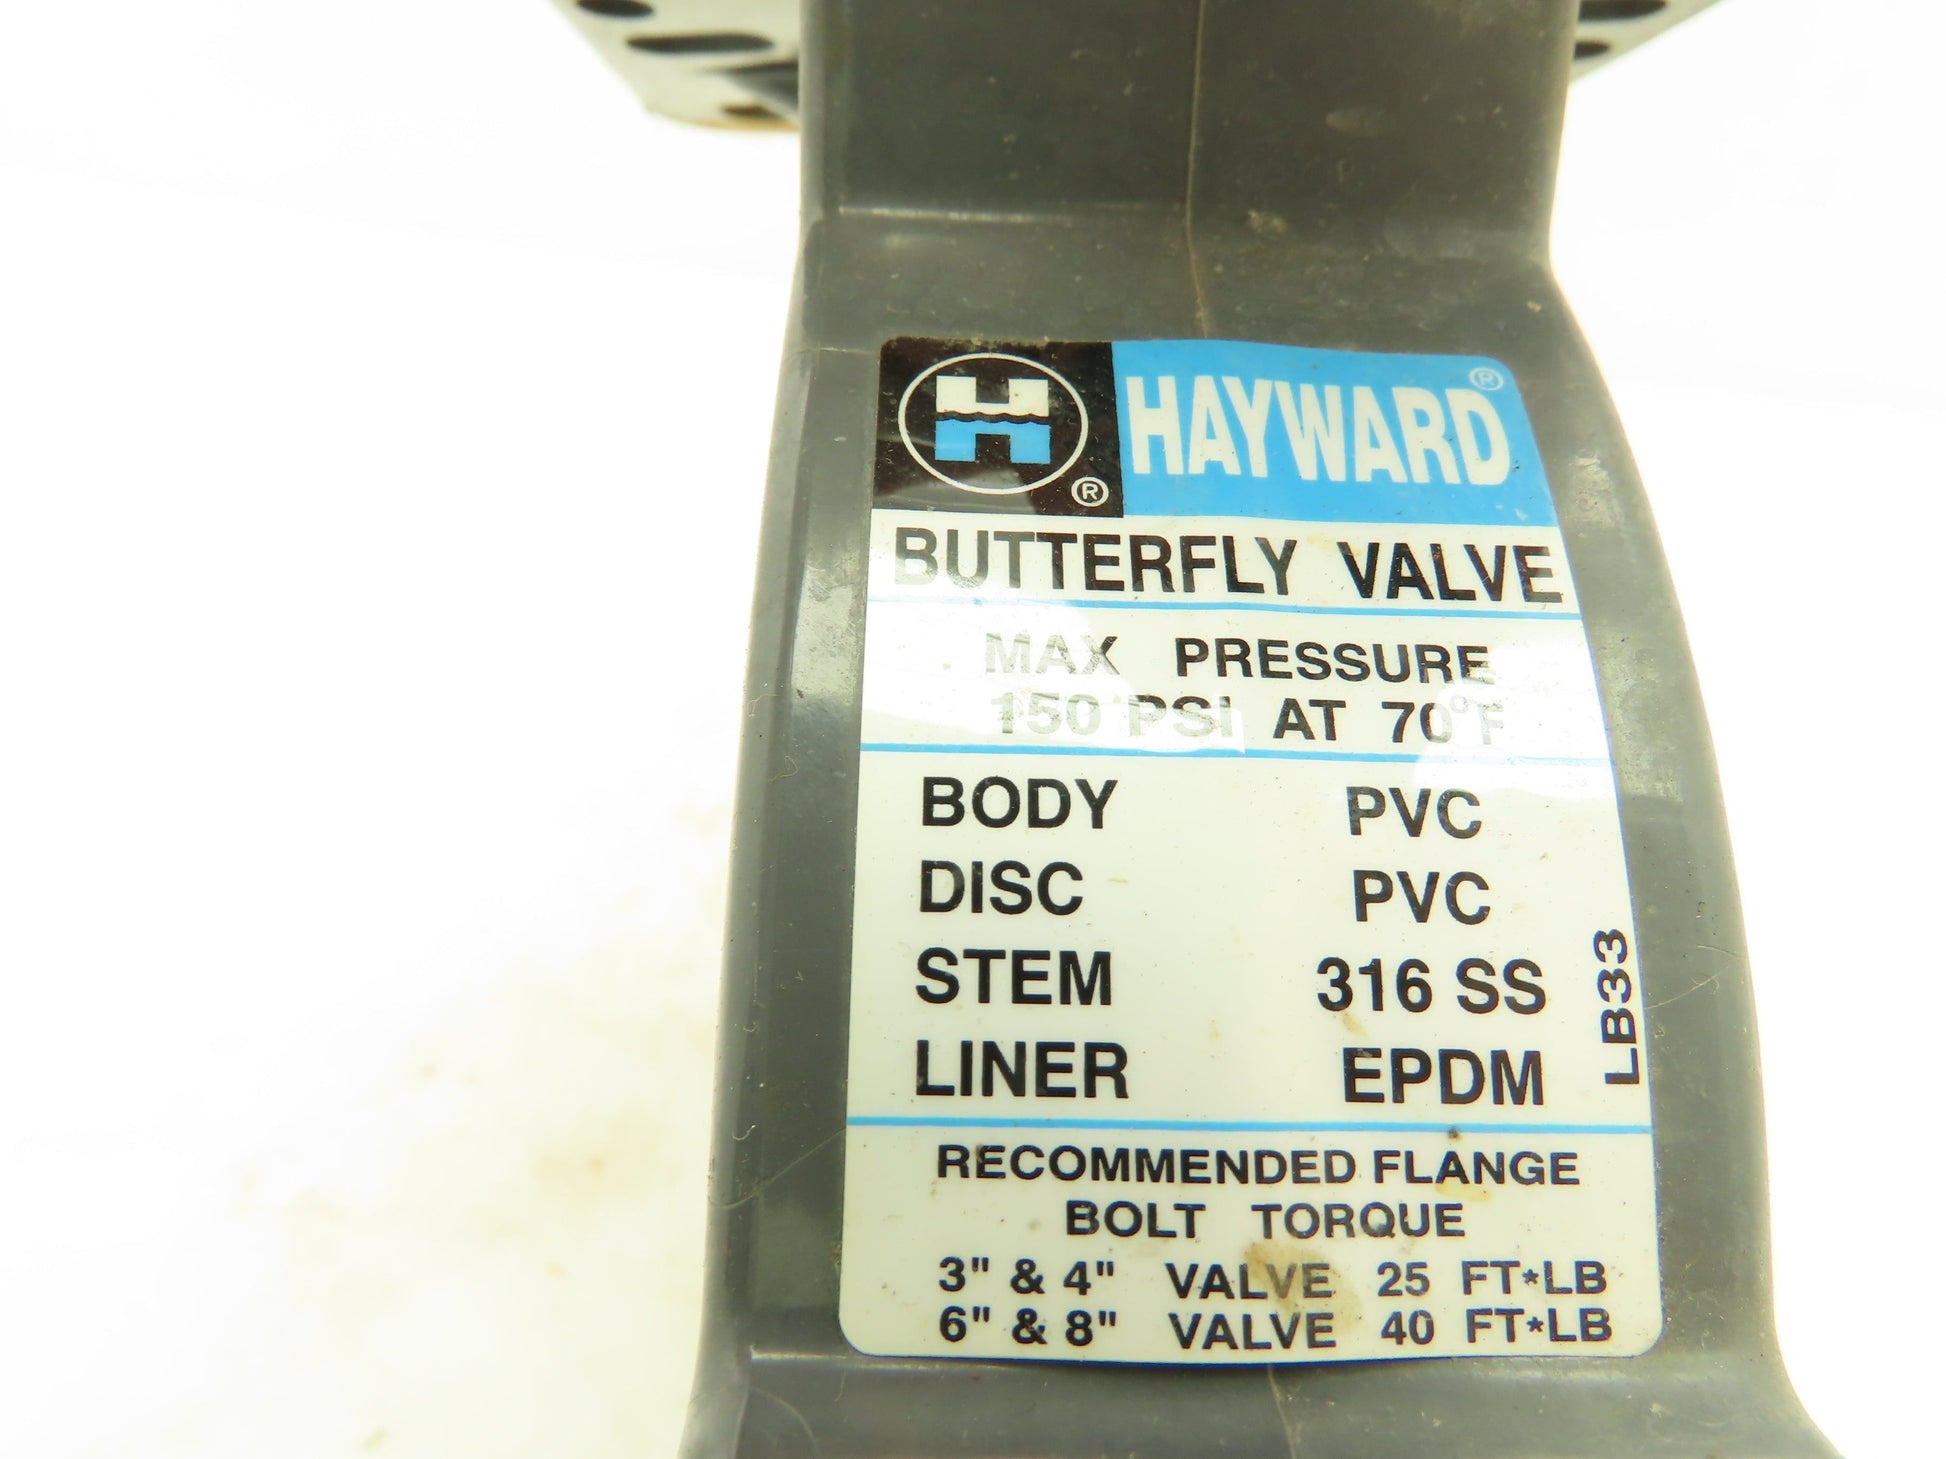 H ® HAYWARD ®
BUTTERFLY VALVE
MAX PRESSURE
150 PSI AT 70°F
BODY PVC
DISC PVC
STEM 316 SS
LINER EPDM
LB33
RECOMMENDED FLANGE
BOLT TORQUE
3" & 4" VALVE 25 FT*LB
6" & 8" VALVE 40 FT*LB